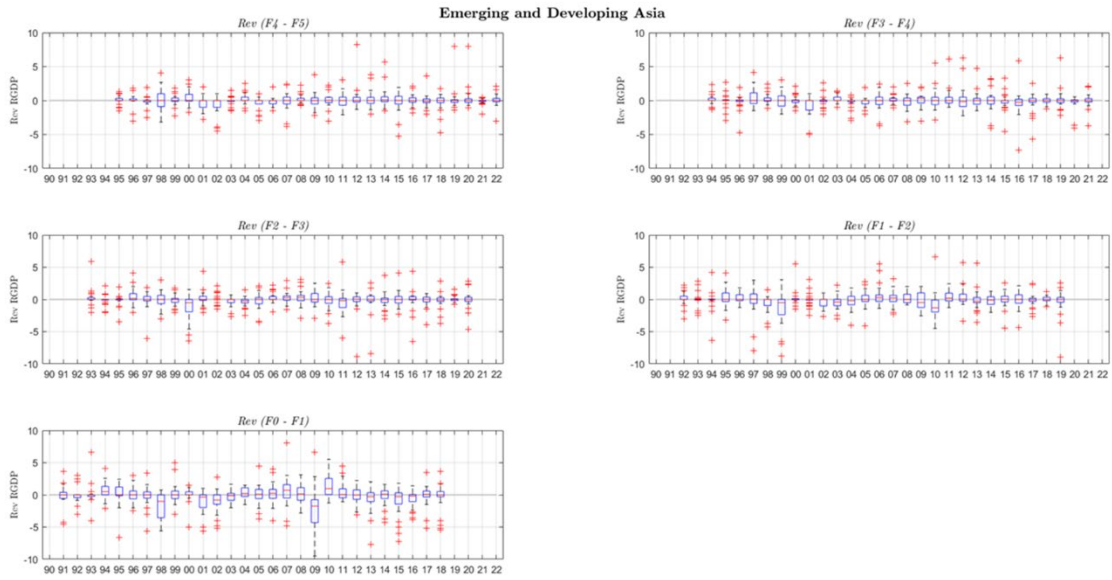 Emerging and Developing Asia
Rev (F4 - F5)
10
5
0
-5
-10
Rev RGDP
90 91 92 93 94 95 96 97 98 99 00 01 02 03 04 05 06 07 08 09 10 11 12 13 14 15 16 17 18 19 20 21 22
Rev (F3 - F4)
10
5
0
-5
-10
Rev RGDP
90 91 92 93 94 95 96 97 98 99 00 01 02 03 04 05 06 07 08 09 10 11 12 13 14 15 16 17 18 19 20 21 22
Rev (F2 - F3)
10
5
0
-5
-10
Rev RGDP
90 91 92 93 94 95 96 97 98 99 00 01 02 03 04 05 06 07 08 09 10 11 12 13 14 15 16 17 18 19 20 21 22
Rev (F1 - F2)
10
5
0
-5
-10
Rev RGDP
90 91 92 93 94 95 96 97 98 99 00 01 02 03 04 05 06 07 08 09 10 11 12 13 14 15 16 17 18 19 20 21 22
Rev (F0 - F1)
10
5
0
-5
-10
Rev RGDP
90 91 92 93 94 95 96 97 98 99 00 01 02 03 04 05 06 07 08 09 10 11 12 13 14 15 16 17 18 19 20 21 22